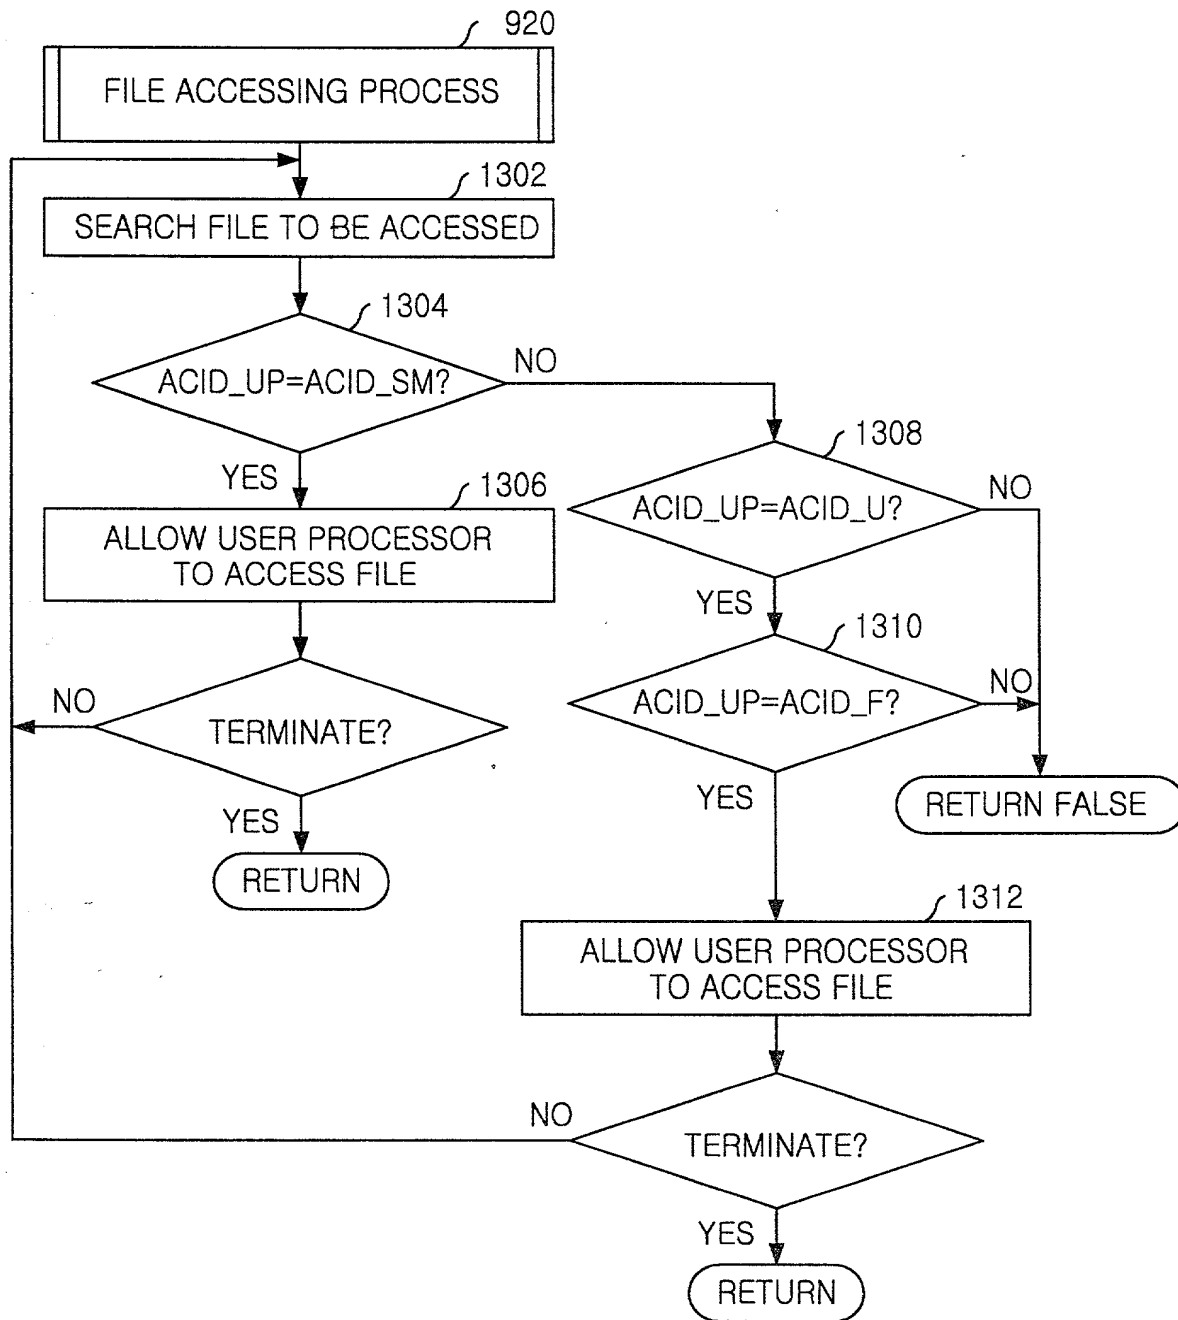 920
FILE ACCESSING PROCESS
1302
SEARCH FILE TO BE ACCESSED
1304
ACID_UP=ACID_SM?
NO
YES
1306
ALLOW USER PROCESSOR
TO ACCESS FILE
1308
ACID_UP=ACID_U?
NO
YES
1310
ACID_UP=ACID_F?
NO
YES
RETURN FALSE
NO
TERMINATE?
YES
RETURN
1312
ALLOW USER PROCESSOR
TO ACCESS FILE
NO
TERMINATE?
YES
RETURN